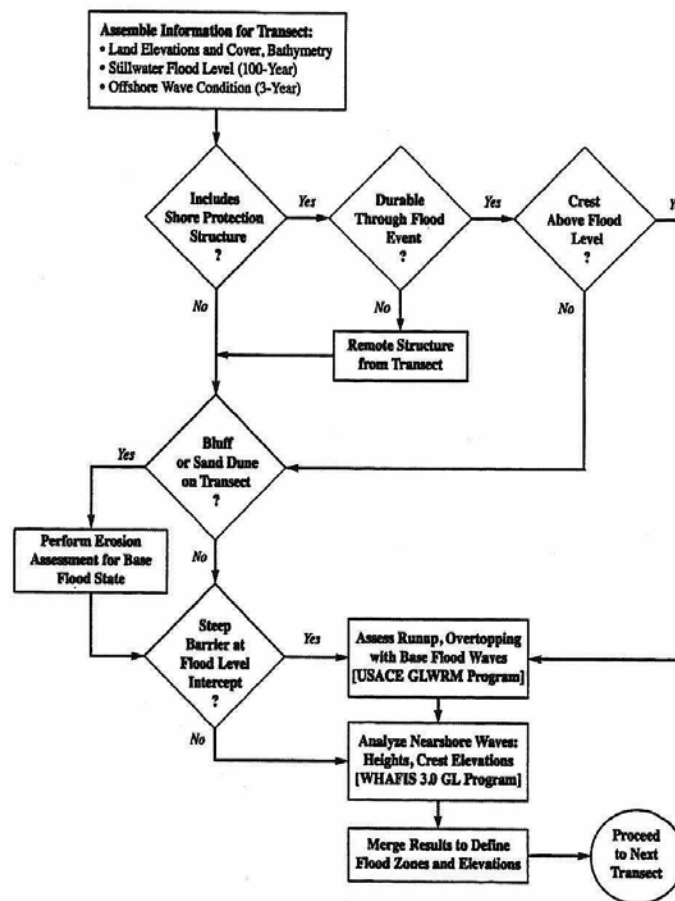 Assemble Information for Transect:
• Land Elevations and Cover, Bathymetry
• Stillwater Flood Level (100-Year)
• Offshore Wave Condition (3-Year)
Includes
Shore Protection
Structure
?
Yes
Durable
Through Flood
Event
?
Yes
Crest
Above Flood
Level
?
No
No
No
Remote Structure
from Transect
Bluff
or Sand Dune
on Transect
?
Yes
Perform Erosion
Assessment for Base
Flood State
No
Steep
Barrier at
Flood Level
Intercept
?
Yes
Assess Runup, Overtopping
with Base Flood Waves
[USACE GLWRM Program]
No
Analyze Nearshore Waves:
Heights, Crest Elevations
[WHAFIS 3.0 GL Program]
Merge Results to Define
Flood Zones and Elevations
Proceed
to Next
Transect